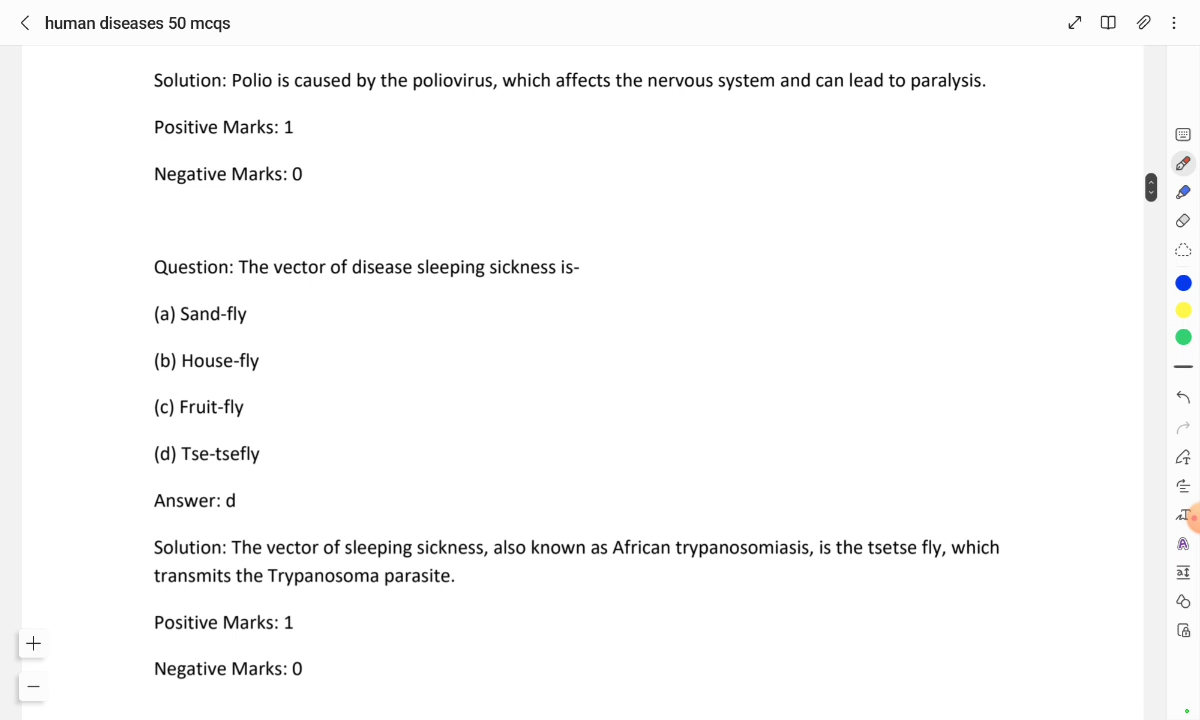 human diseases 50 mcqs
Solution: Polio is caused by the poliovirus, which affects the nervous system and can lead to paralysis.
Positive Marks: 1
Negative Marks: 0
Question: The vector of disease sleeping sickness is-
(a) Sand-fly
(b) House-fly
(c) Fruit-fly
(d) Tse-tsefly
Answer: d
Solution: The vector of sleeping sickness, also known as African trypanosomiasis, is the tsetse fly, which
transmits the Trypanosoma parasite.
Positive Marks: 1
Negative Marks: 0